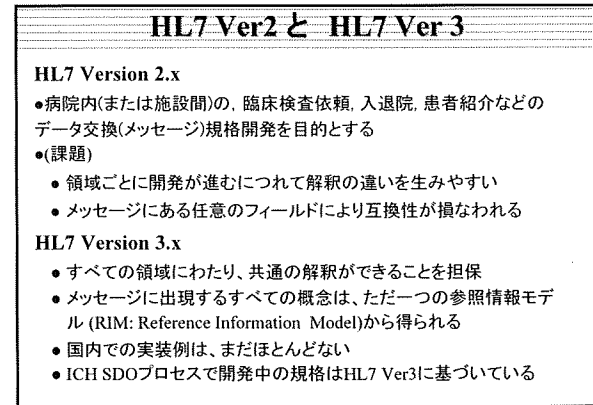 HL7 Ver2 と HL7 Ver 3
HL7 Version 2.x
●病院内(または施設間)の, 臨床検査依頼, 入退院, 患者紹介などの
データ交換(メッセージ)規格開発を目的とする
●(課題)
● 領域ごとに開発が進むにつれて解釈の違いを生みやすい
● メッセージにある任意のフィールドにより互換性が損なわれる
HL7 Version 3.x
● すべての領域にわたり、共通の解釈ができることを担保
● メッセージに出現するすべての概念は、ただ一つの参照情報モデ
ル (RIM: Reference Information Model)から得られる
● 国内での実装例は、まだほとんどない
● ICH SDOプロセスで開発中の規格はHL7 Ver3に基づいている